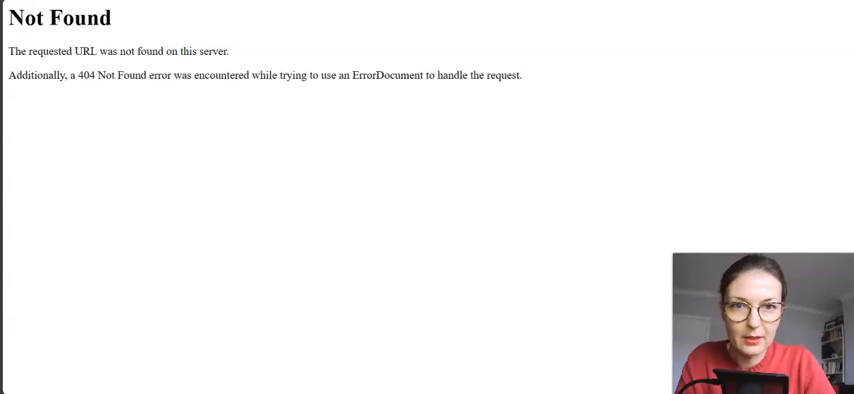 Not Found
The requested URL was not found on this server.
Additionally, a 404 Not Found error was encountered while trying to use an ErrorDocument to handle the request.